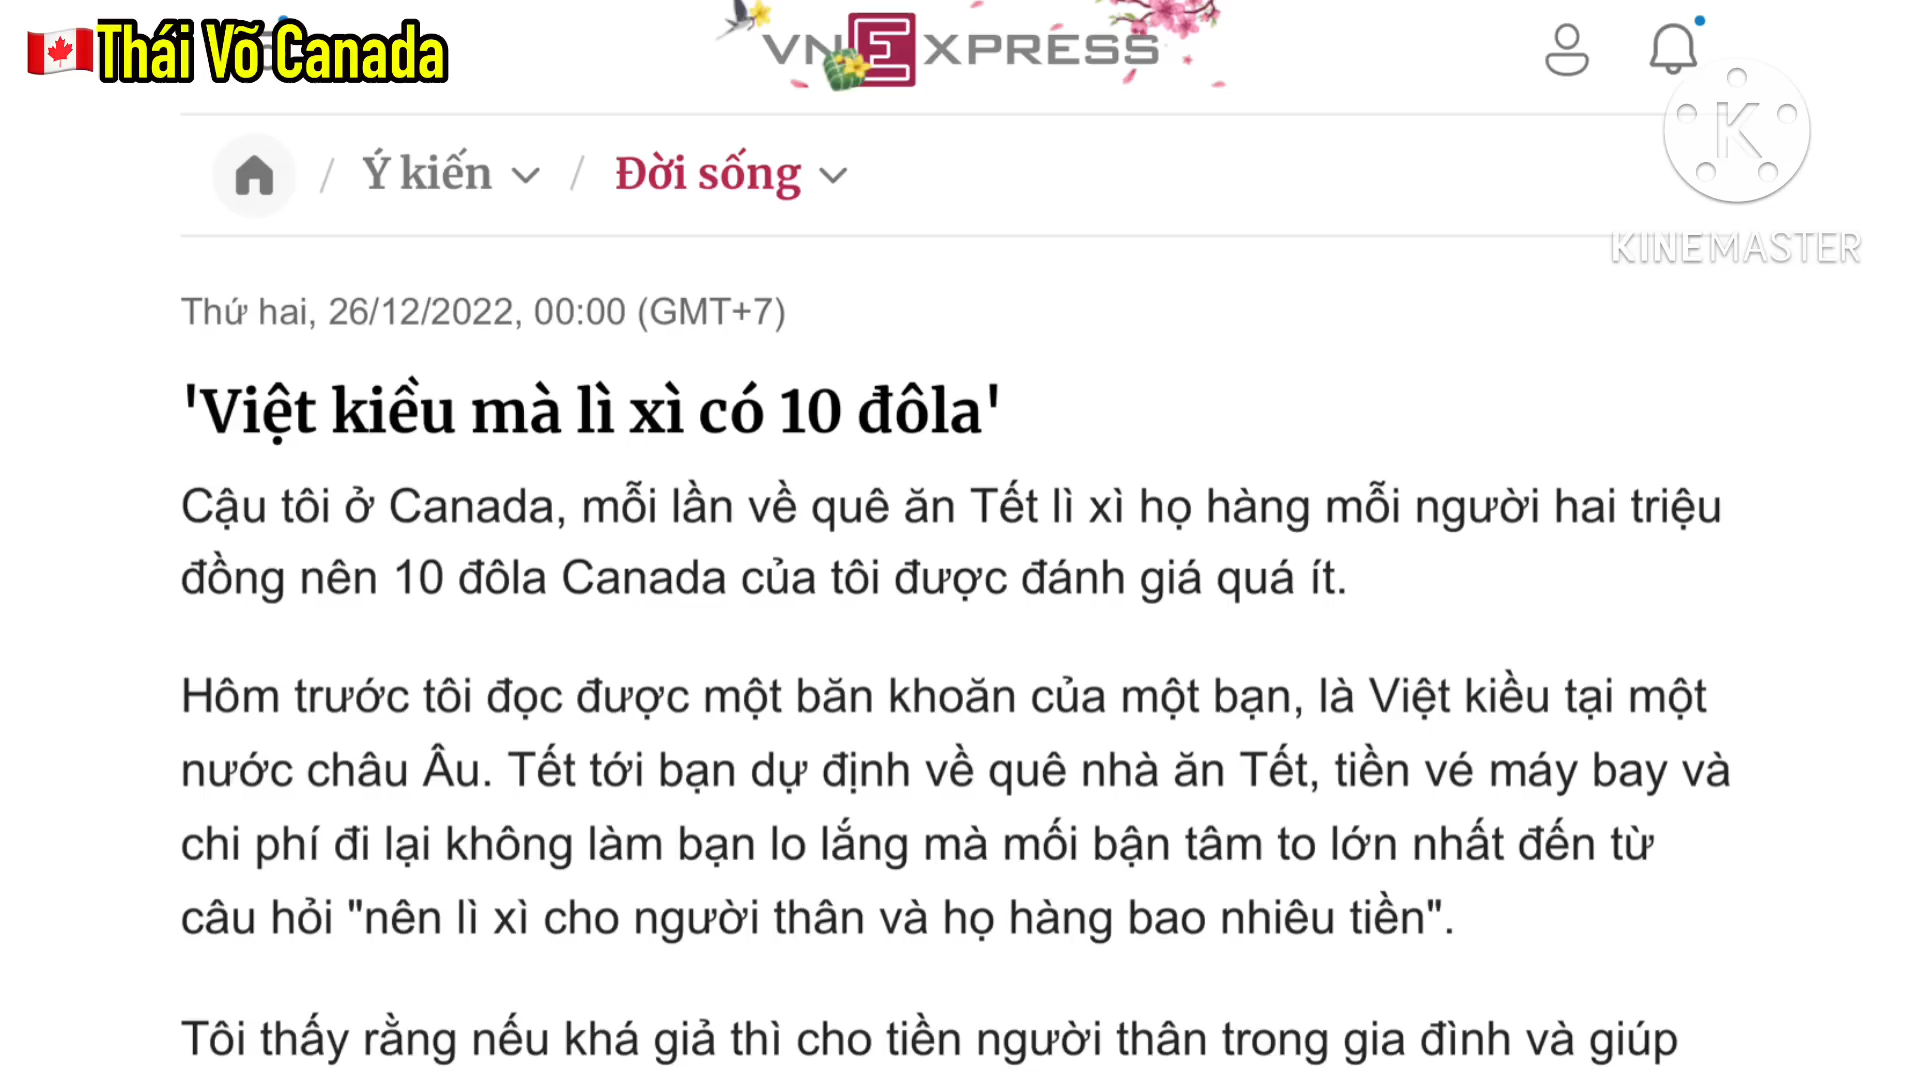 Thái Võ Canada
VNEXPRESS
KINEMASTER
/ Ý kiến / Đời sống
Thứ hai, 26/12/2022, 00:00 (GMT+7)
'Việt kiều mà lì xì có 10 đôla'
Cậu tôi ở Canada, mỗi lần về quê ăn Tết lì xì họ hàng mỗi người hai triệu
đồng nên 10 đôla Canada của tôi được đánh giá quá ít.
Hôm trước tôi đọc được một băn khoăn của một bạn, là Việt kiều tại một
nước châu Âu. Tết tới bạn dự định về quê nhà ăn Tết, tiền vé máy bay và
chi phí đi lại không làm bạn lo lắng mà mối bận tâm to lớn nhất đến từ
câu hỏi "nên lì xì cho người thân và họ hàng bao nhiêu tiền".
Tôi thấy rằng nếu khá giả thì cho tiền người thân trong gia đình và giúp